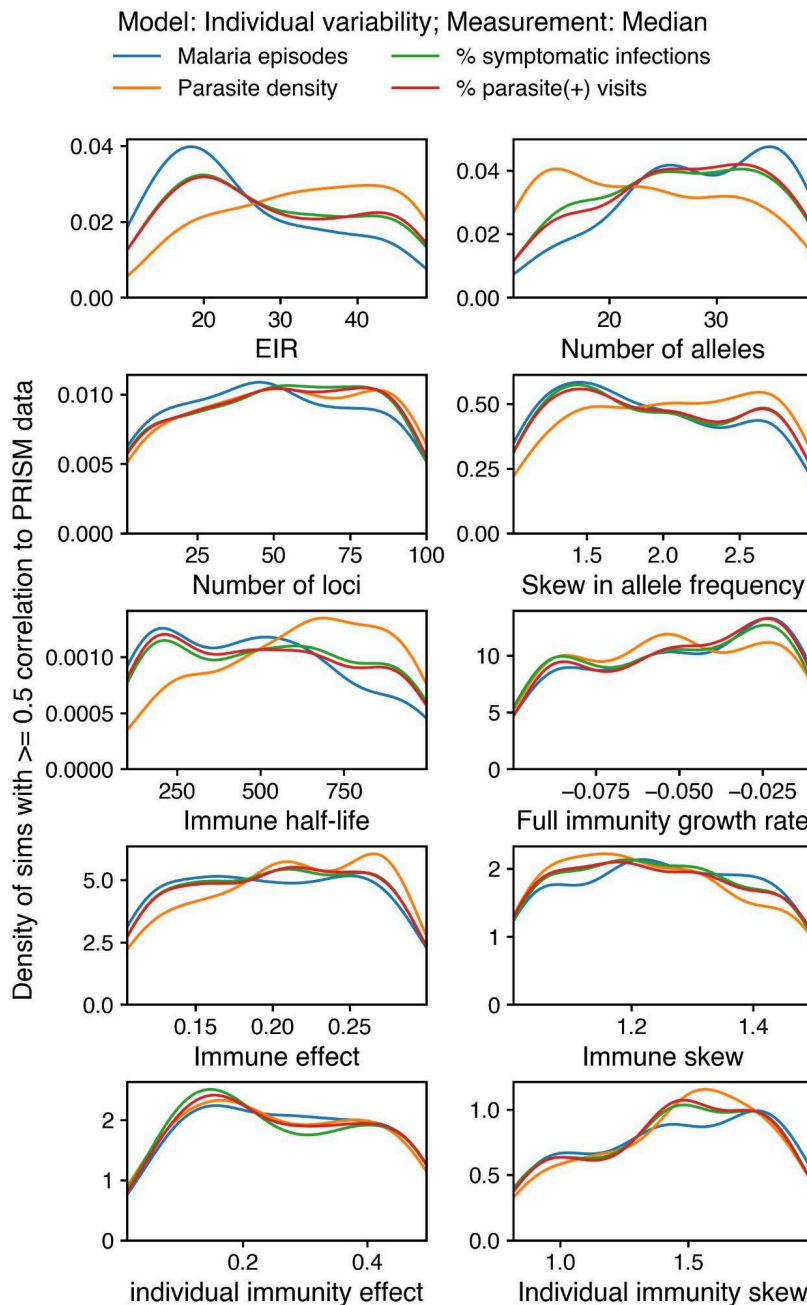 Model: Individual variability; Measurement: Median
Malaria episodes
% symptomatic infections
Parasite density
% parasite(+) visits
Density of sims with >= 0.5 correlation to PRISM data
0.04
0.02
0.00
20 30 40
EIR
0.04
0.02
0.00
20 30
Number of alleles
0.010
0.005
0.000
25 50 75 100
Number of loci
0.50
0.25
0.00
1.5 2.0 2.5
Skew in allele frequency
0.0010
0.0005
0.0000
250 500 750
Immune half-life
10
5
0
−0.075 −0.050 −0.025
Full immunity growth rate
5.0
2.5
0.0
0.15 0.20 0.25
Immune effect
2
1
0
1.2 1.4
Immune skew
2
1
0
0.2 0.4
individual immunity effect
1.0
0.5
0.0
1.0 1.5
Individual immunity skew